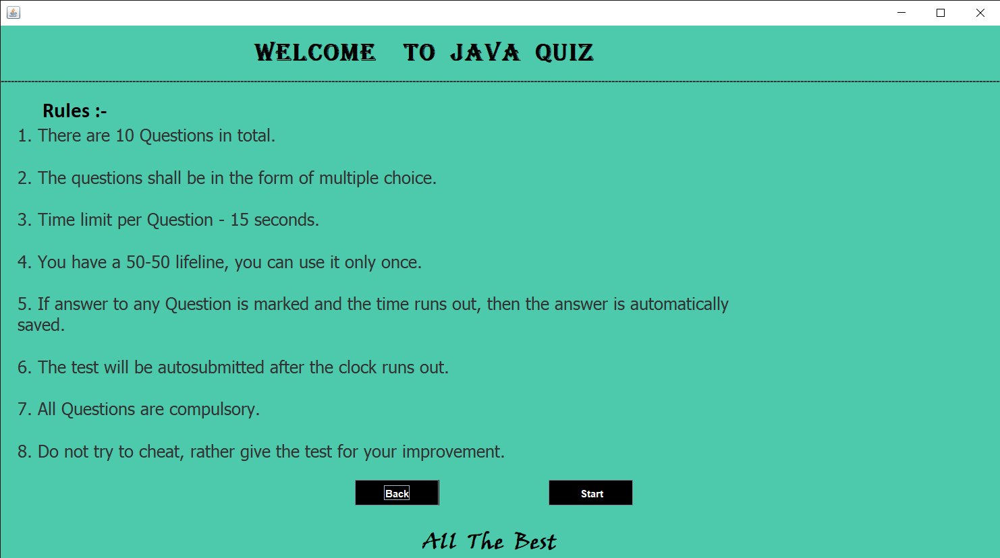 WELCOME TO JAVA QUIZ
Rules :-
1. There are 10 Questions in total.
2. The questions shall be in the form of multiple choice.
3. Time limit per Question - 15 seconds.
4. You have a 50-50 lifeline, you can use it only once.
5. If answer to any Question is marked and the time runs out, then the answer is automatically
saved.
6. The test will be autosubmitted after the clock runs out.
7. All Questions are compulsory.
8. Do not try to cheat, rather give the test for your improvement.
Back Start
All The Best